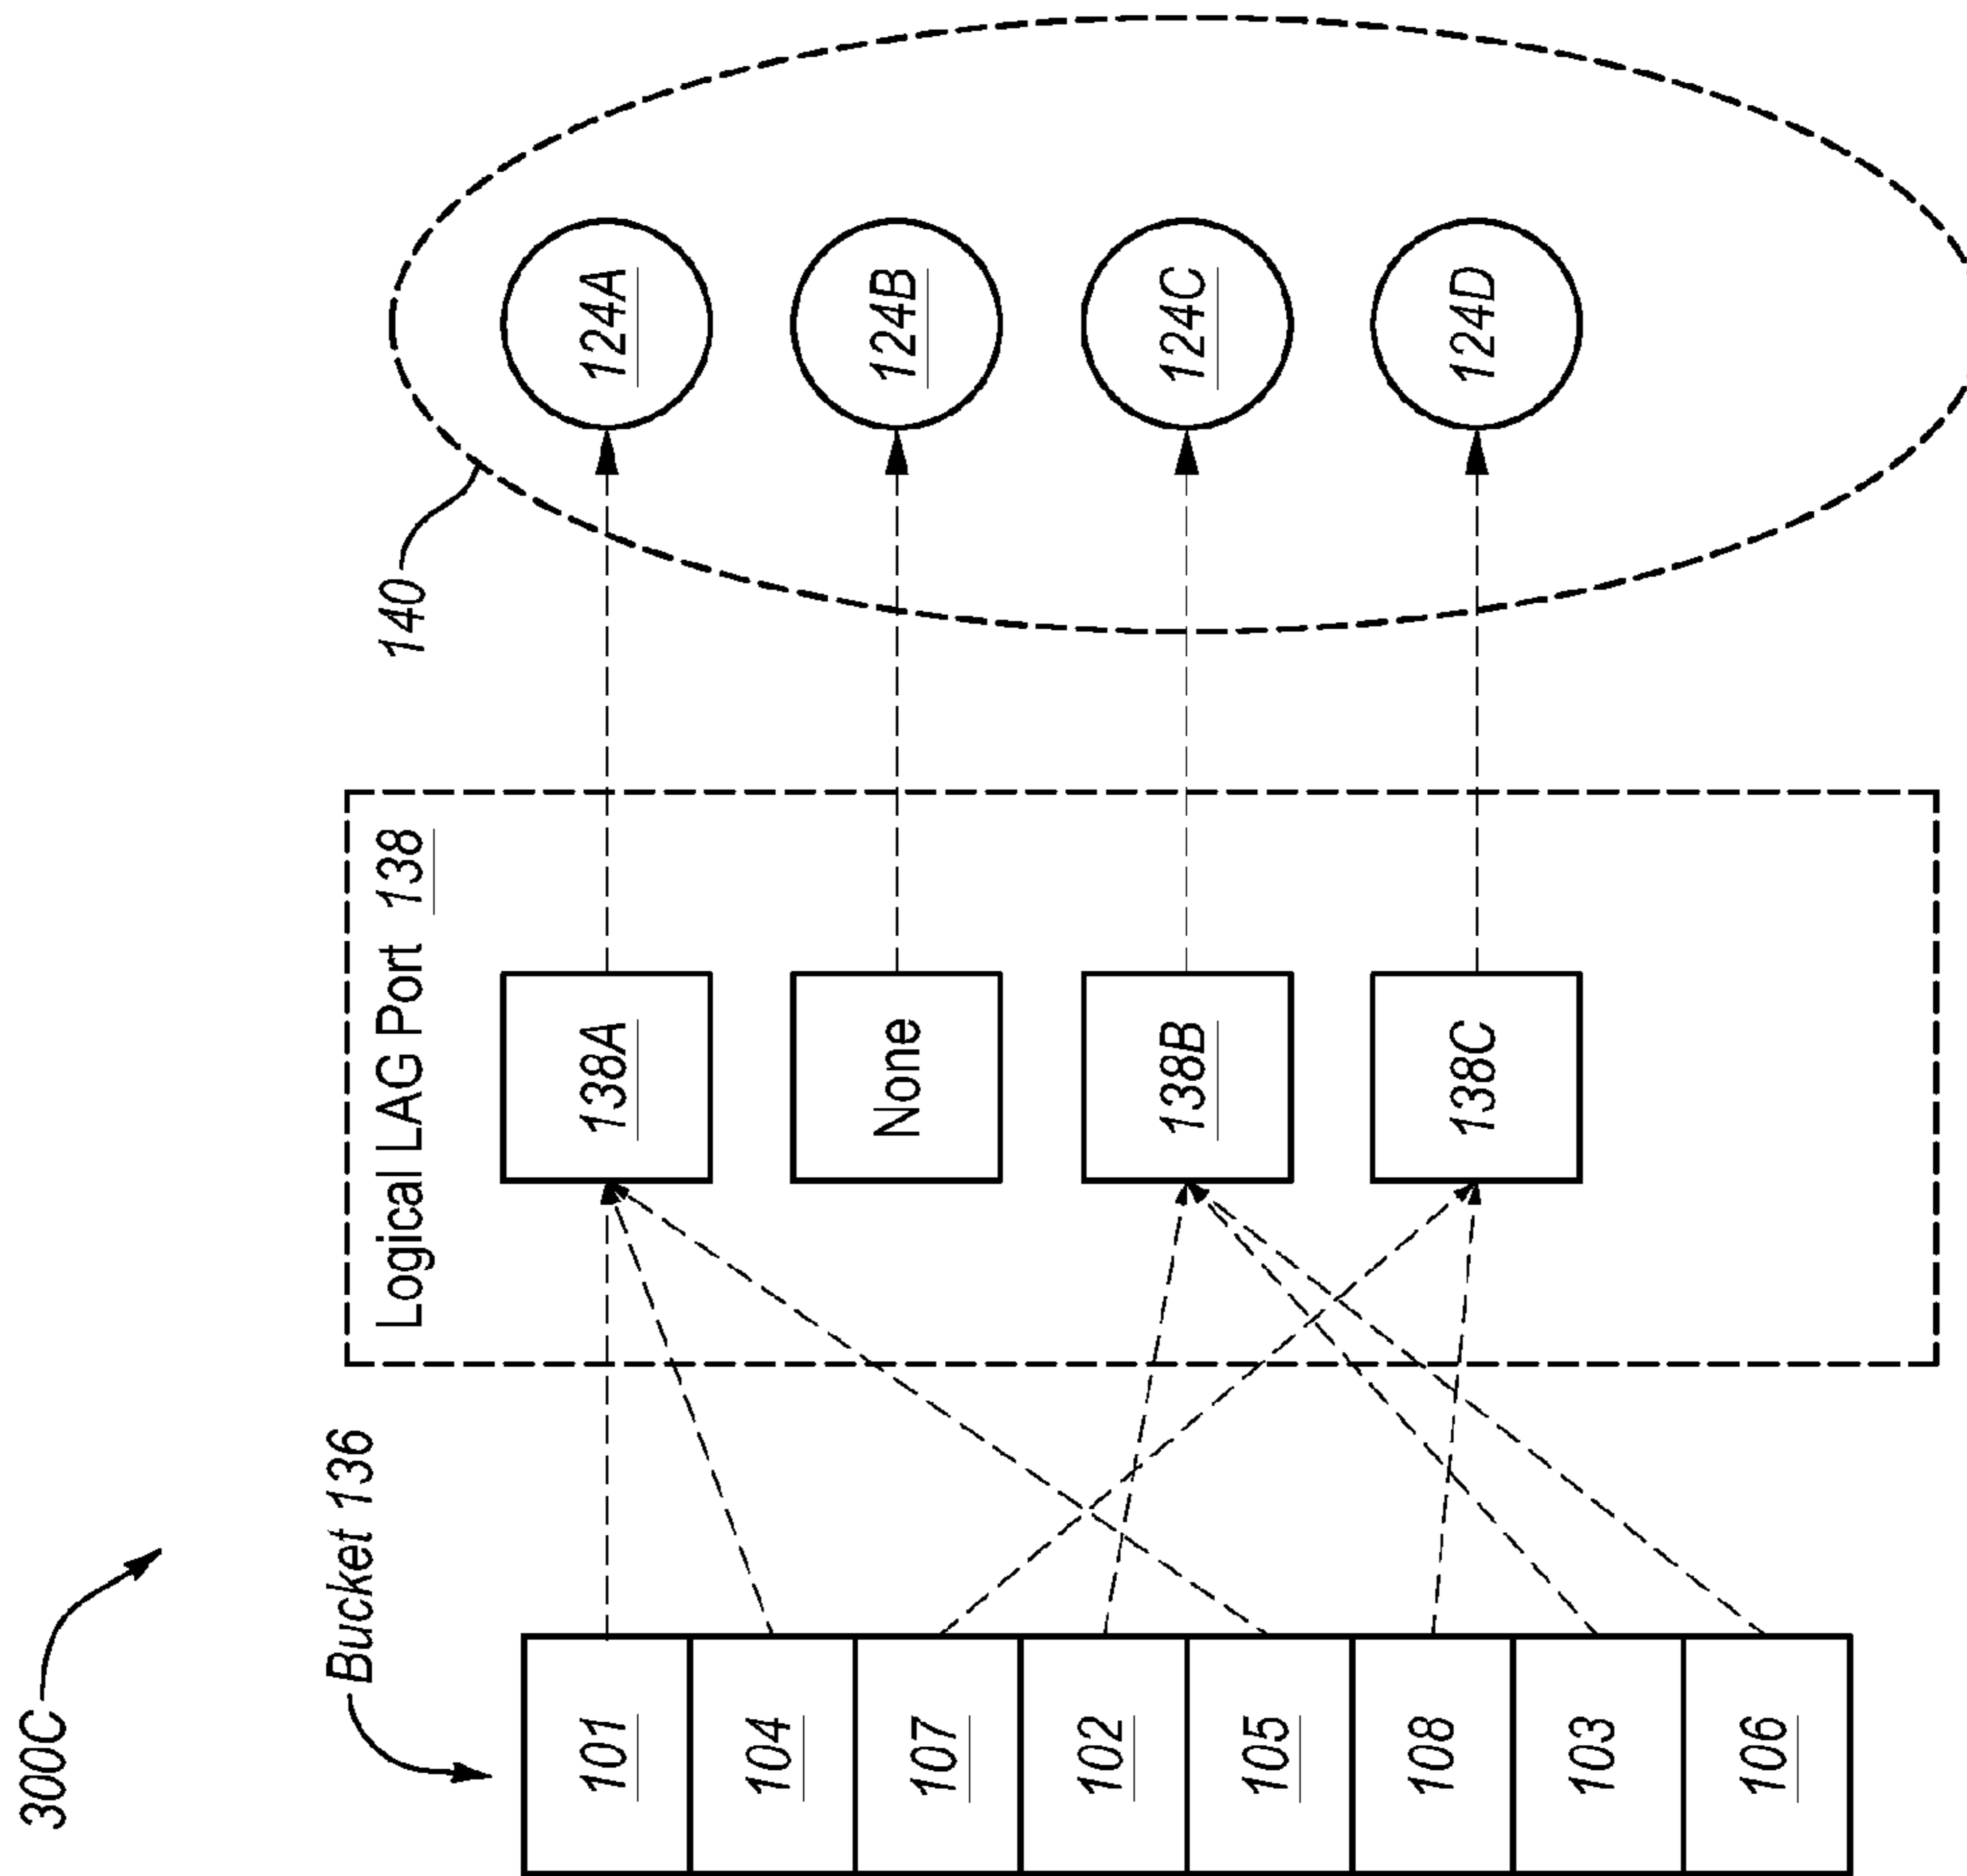 300C
Bucket 136
101
104
107
102
105
108
103
106
Logical LAG Port 138
138A
None
138B
138C
140
124A
124B
124C
124D